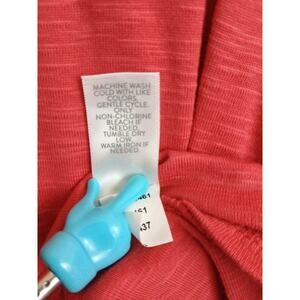 MACHINE WASH
COLD WITH LIKE
COLORS,
GENTLE CYCLE.
ONLY
NON-CHLORINE
BLEACH IF
NEEDED.
TUMBLE DRY
LOW.
WARM IRON IF
NEEDED.
461